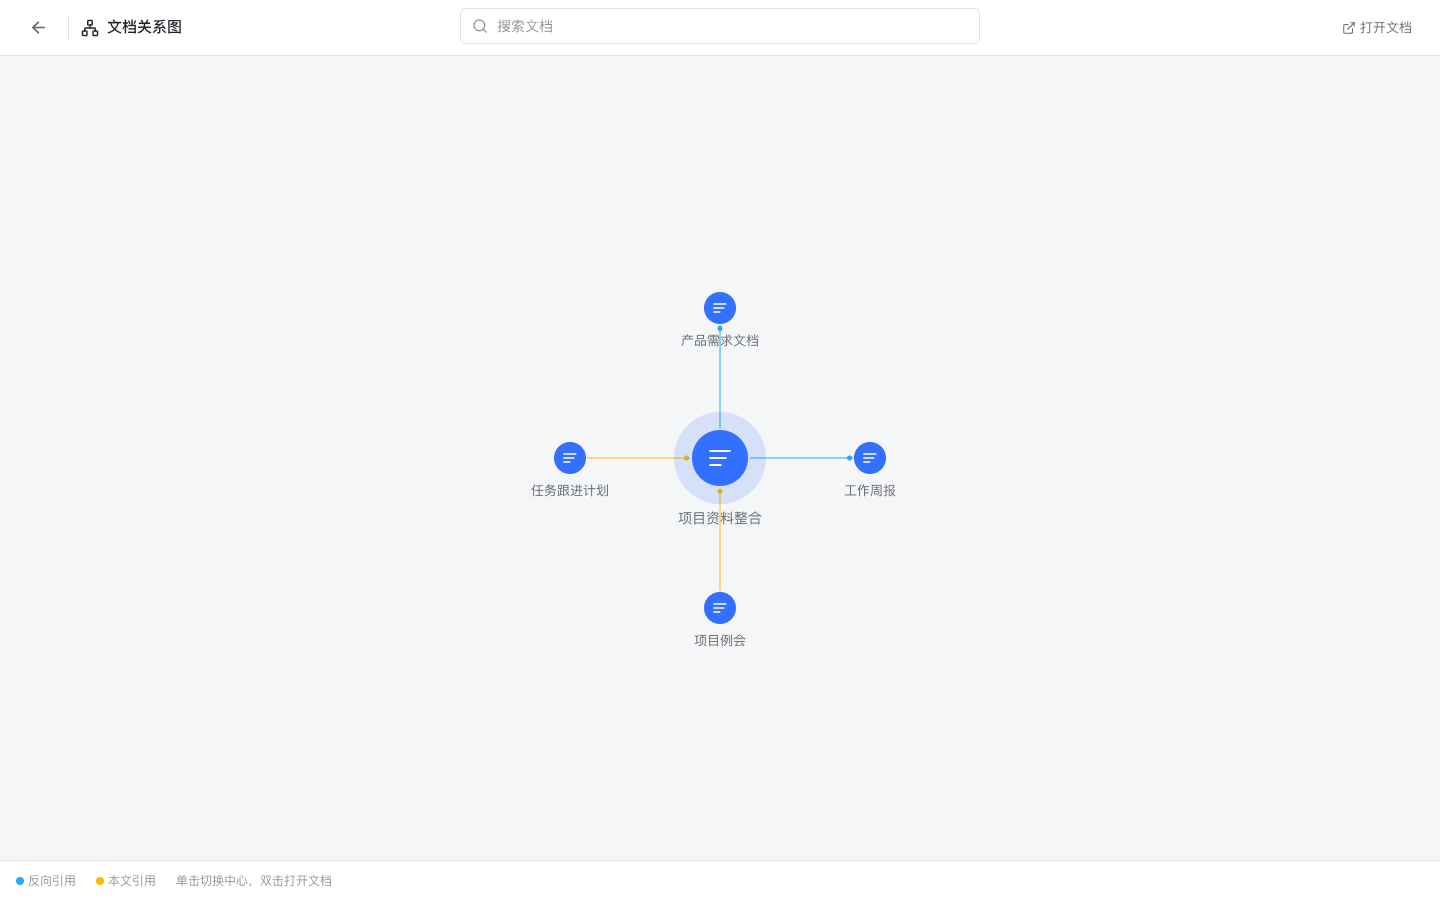 文档关系图
搜索文档
打开文档
产品需求文档
任务跟进计划
工作周报
项目资料整合
项目例会
反向引用
本文引用
单击切换中心，双击打开文档